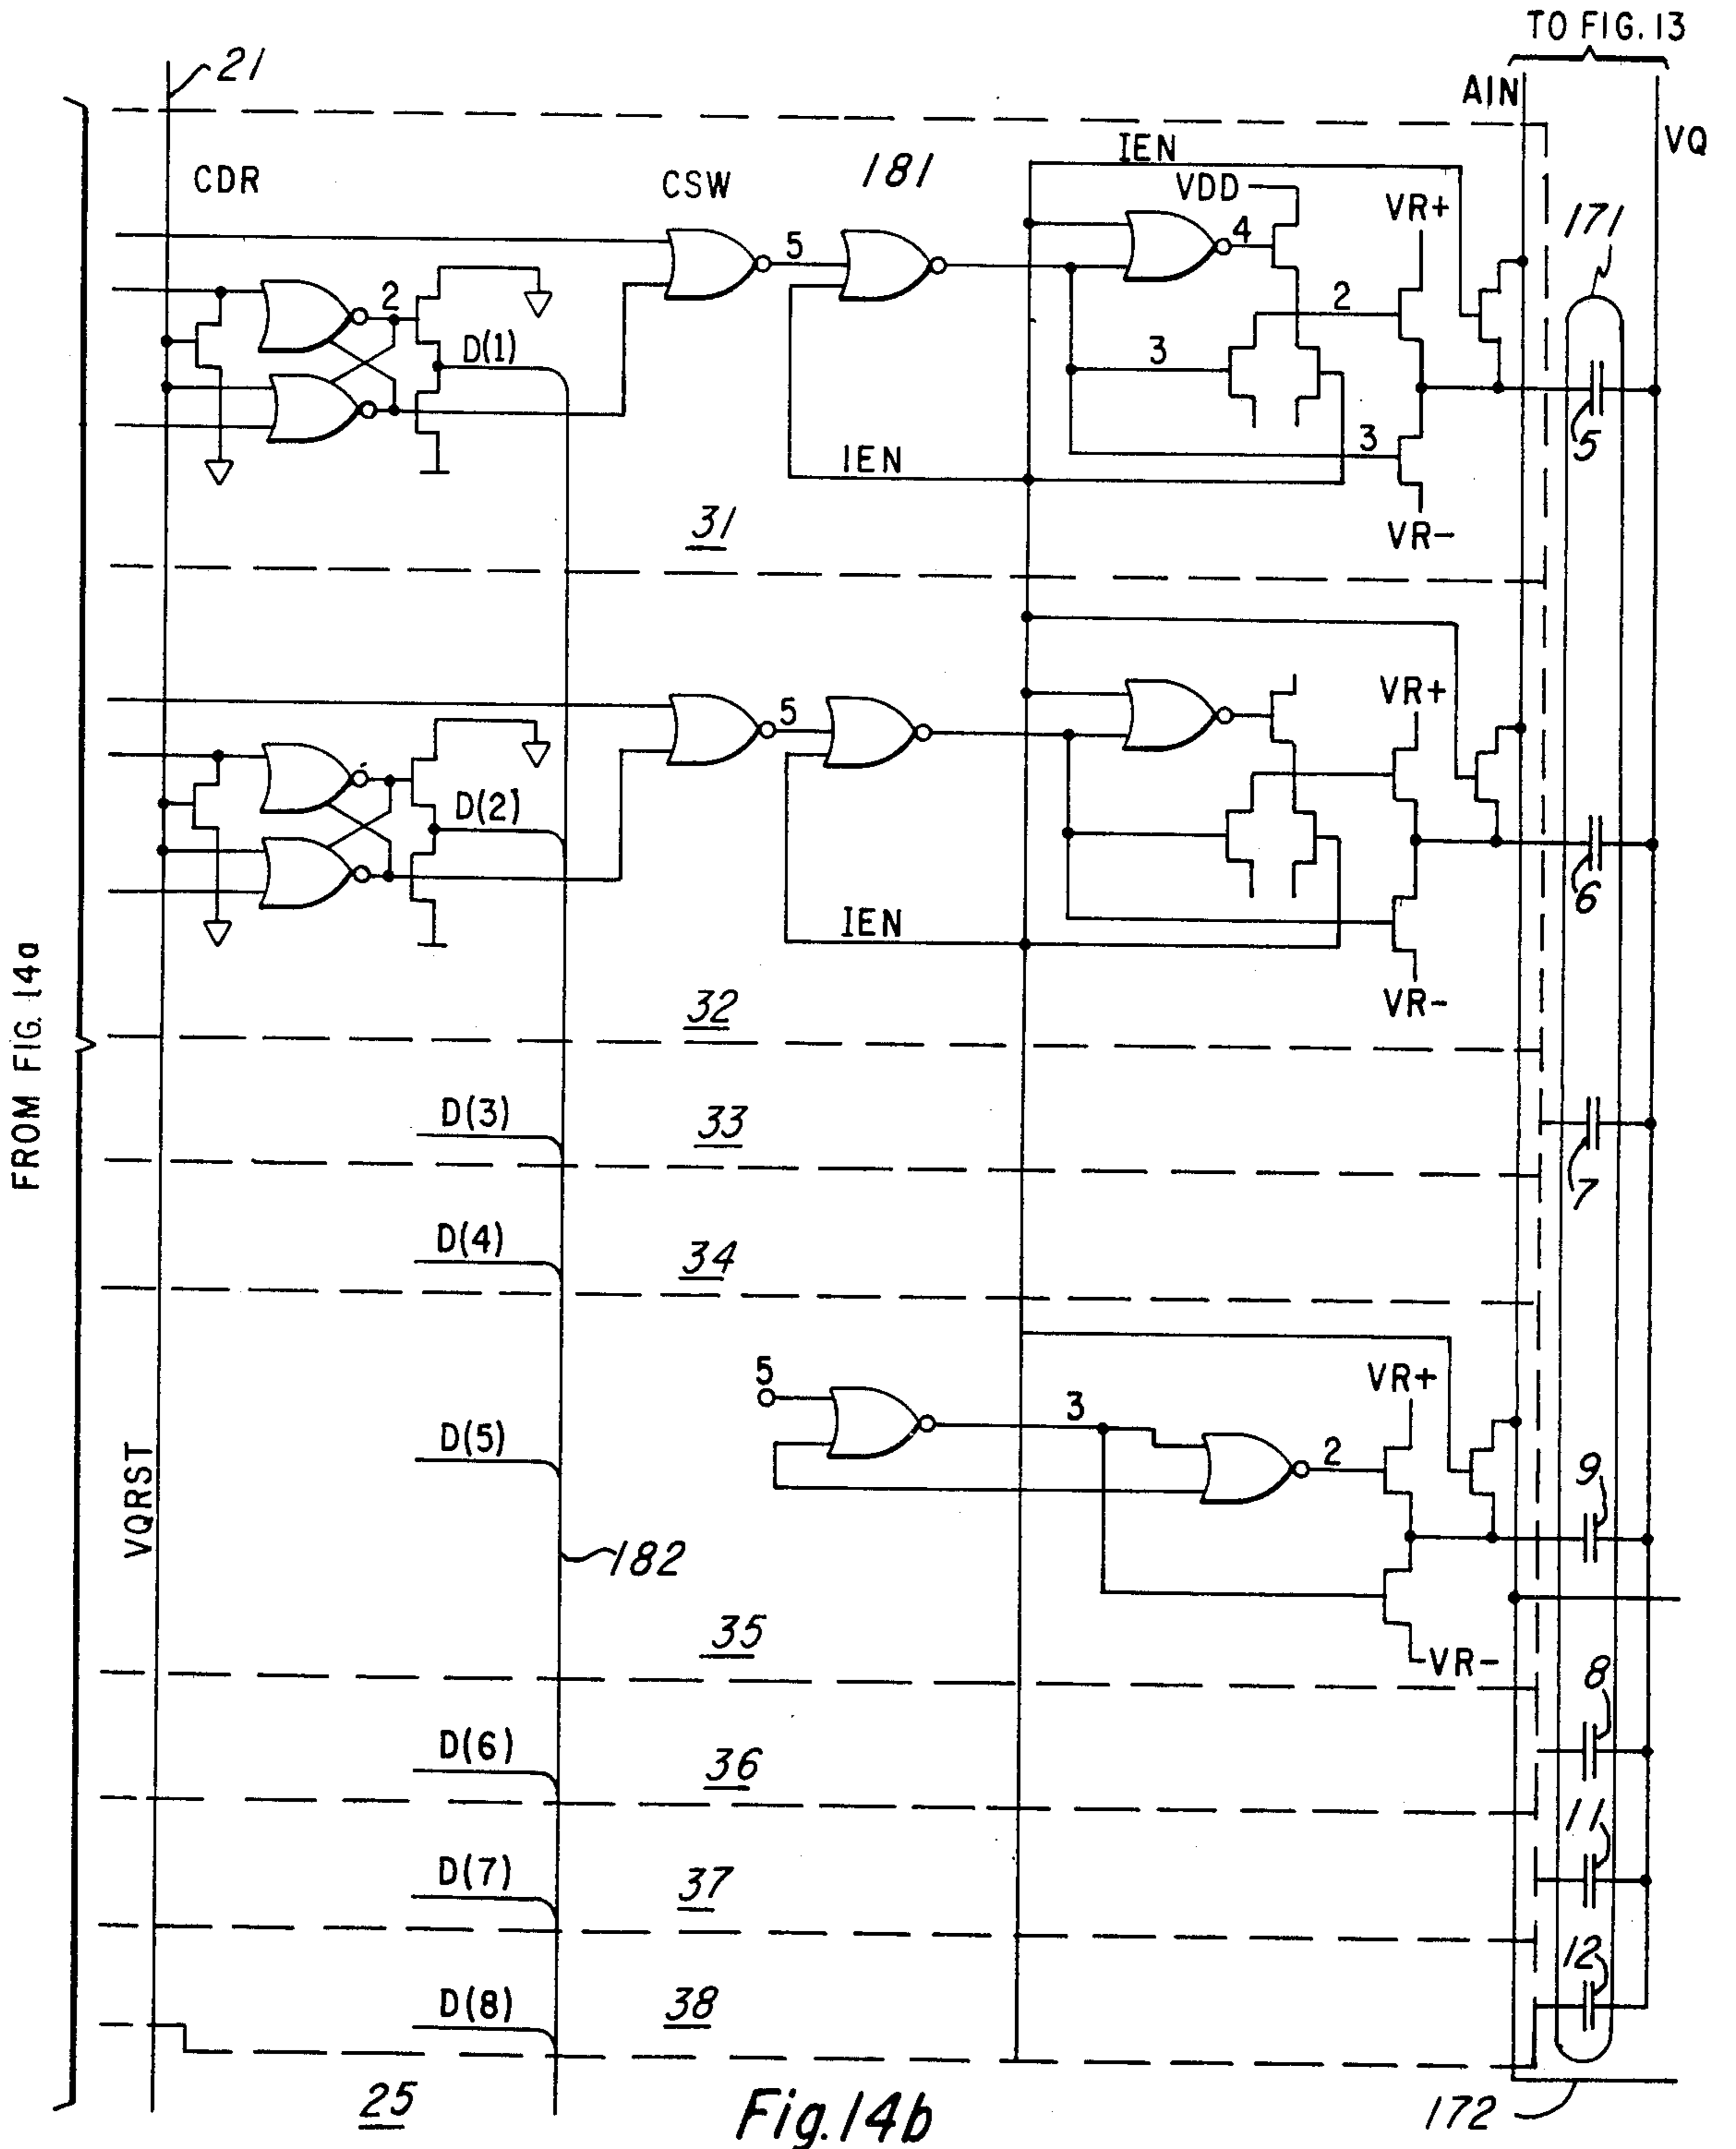 TO FIG. 13
21
AIN
VQ
CDR
CSW
181
IEN
VDD
VR+
171
5
4
2
2
D(1)
3
3
5
IEN
VR-
31
VR+
5
D(2)
6
IEN
VR-
32
FROM FIG. 14a
D(3)
33
7
D(4)
34
5
3
VR+
D(5)
2
9
VQRST
182
35
VR-
8
D(6)
36
11
D(7)
37
12
D(8)
38
25
Fig. 14b
172